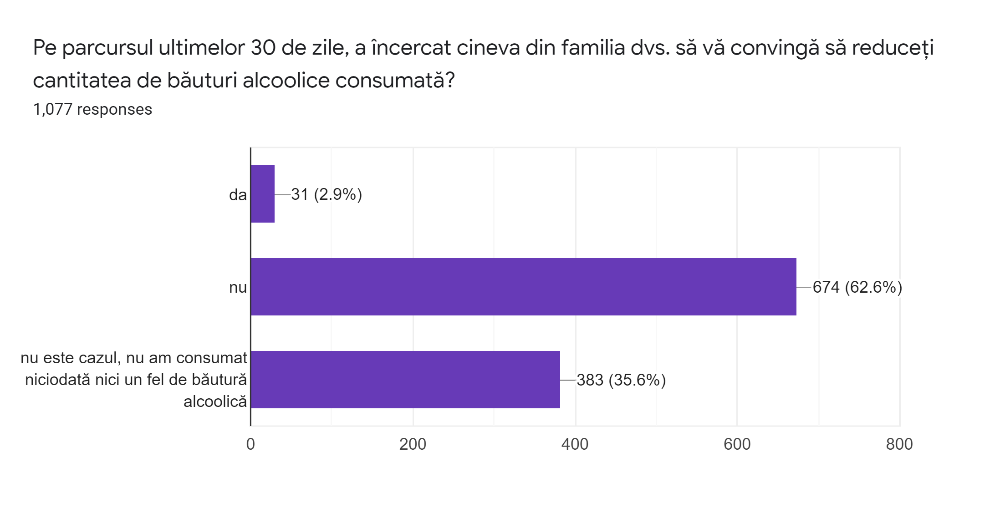 Pe parcursul ultimelor 30 de zile, a încercat cineva din familia dvs. să vă convingă să reduceți
cantitatea de băuturi alcoolice consumată?
1,077 responses
da
31 (2.9%)
nu
674 (62.6%)
nu este cazul, nu am consumat
niciodată nici un fel de băutură
alcoolică
383 (35.6%)
0
200
400
600
800